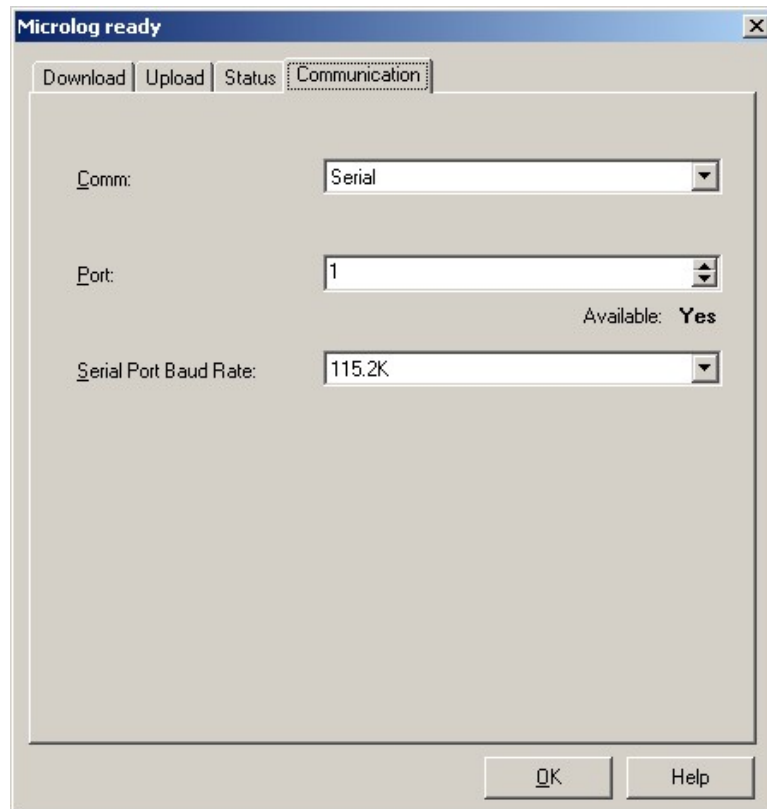 Microlog ready
Download Upload Status Communication
Comm: Serial
Port: 1
Available: Yes
Serial Port Baud Rate: 115.2K
OK Help